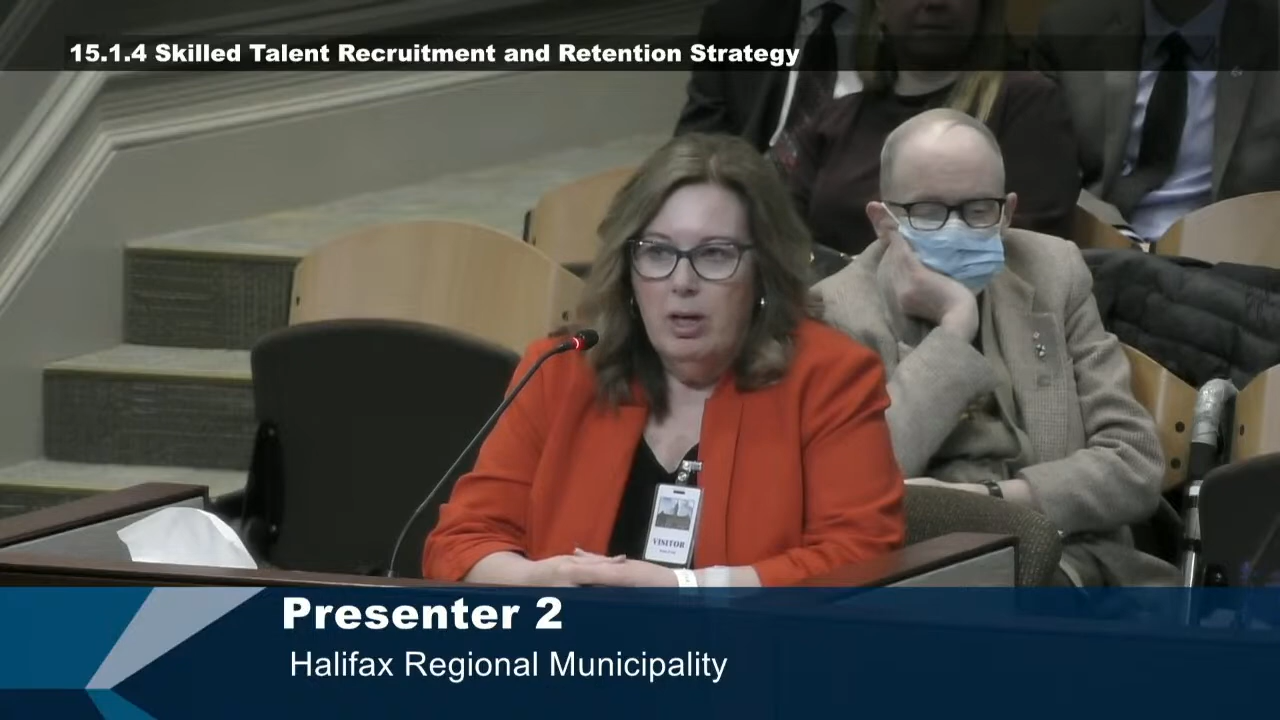 15.1.4 Skilled Talent Recruitment and Retention Strategy
VISITOR
Presenter 2
Halifax Regional Municipality